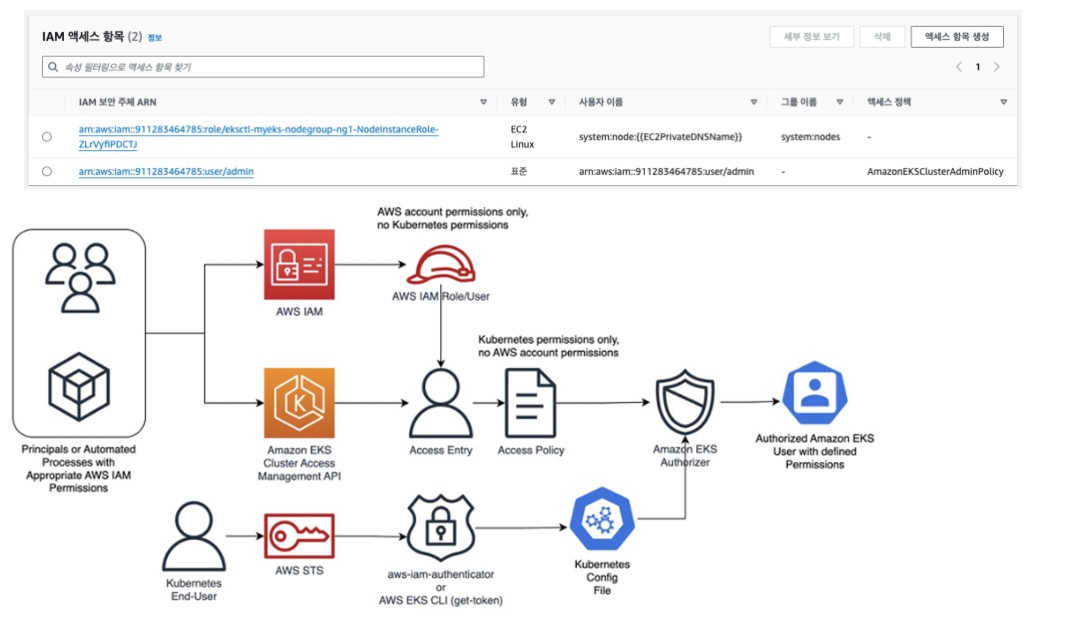 IAM 액세스 항목 (2) 정보
세부 정보 보기
삭제
액세스 항목 생성
속성 필터링으로 액세스 항목 찾기
1
IAM 보안 주체 ARN
유형
사용자 이름
그룹 이름
액세스 정책
arn:aws:iam::911283464785:role/eksctl-myeks-nodegroup-ng1-NodeInstanceRole-
ZLrVyfIPDCTJ
EC2
Linux
system:node:{{EC2PrivateDNSName}}
system:nodes
-
arn:aws:iam::911283464785:user/admin
표준
arn:aws:iam::911283464785:user/admin
-
AmazonEKSClusterAdminPolicy
AWS account permissions only,
no Kubernetes permissions
AWS IAM
AWS IAM Role/User
Kubernetes permissions only,
no AWS account permissions
Principals or Automated
Processes with
Appropriate AWS IAM
Permissions
Amazon EKS
Cluster Access
Management API
Access Entry
Access Policy
Amazon EKS
Authorizer
Authorized Amazon EKS
User with defined
Permissions
Kubernetes
End-User
AWS STS
aws-iam-authenticator
or
AWS EKS CLI (get-token)
Kubernetes
Config
File